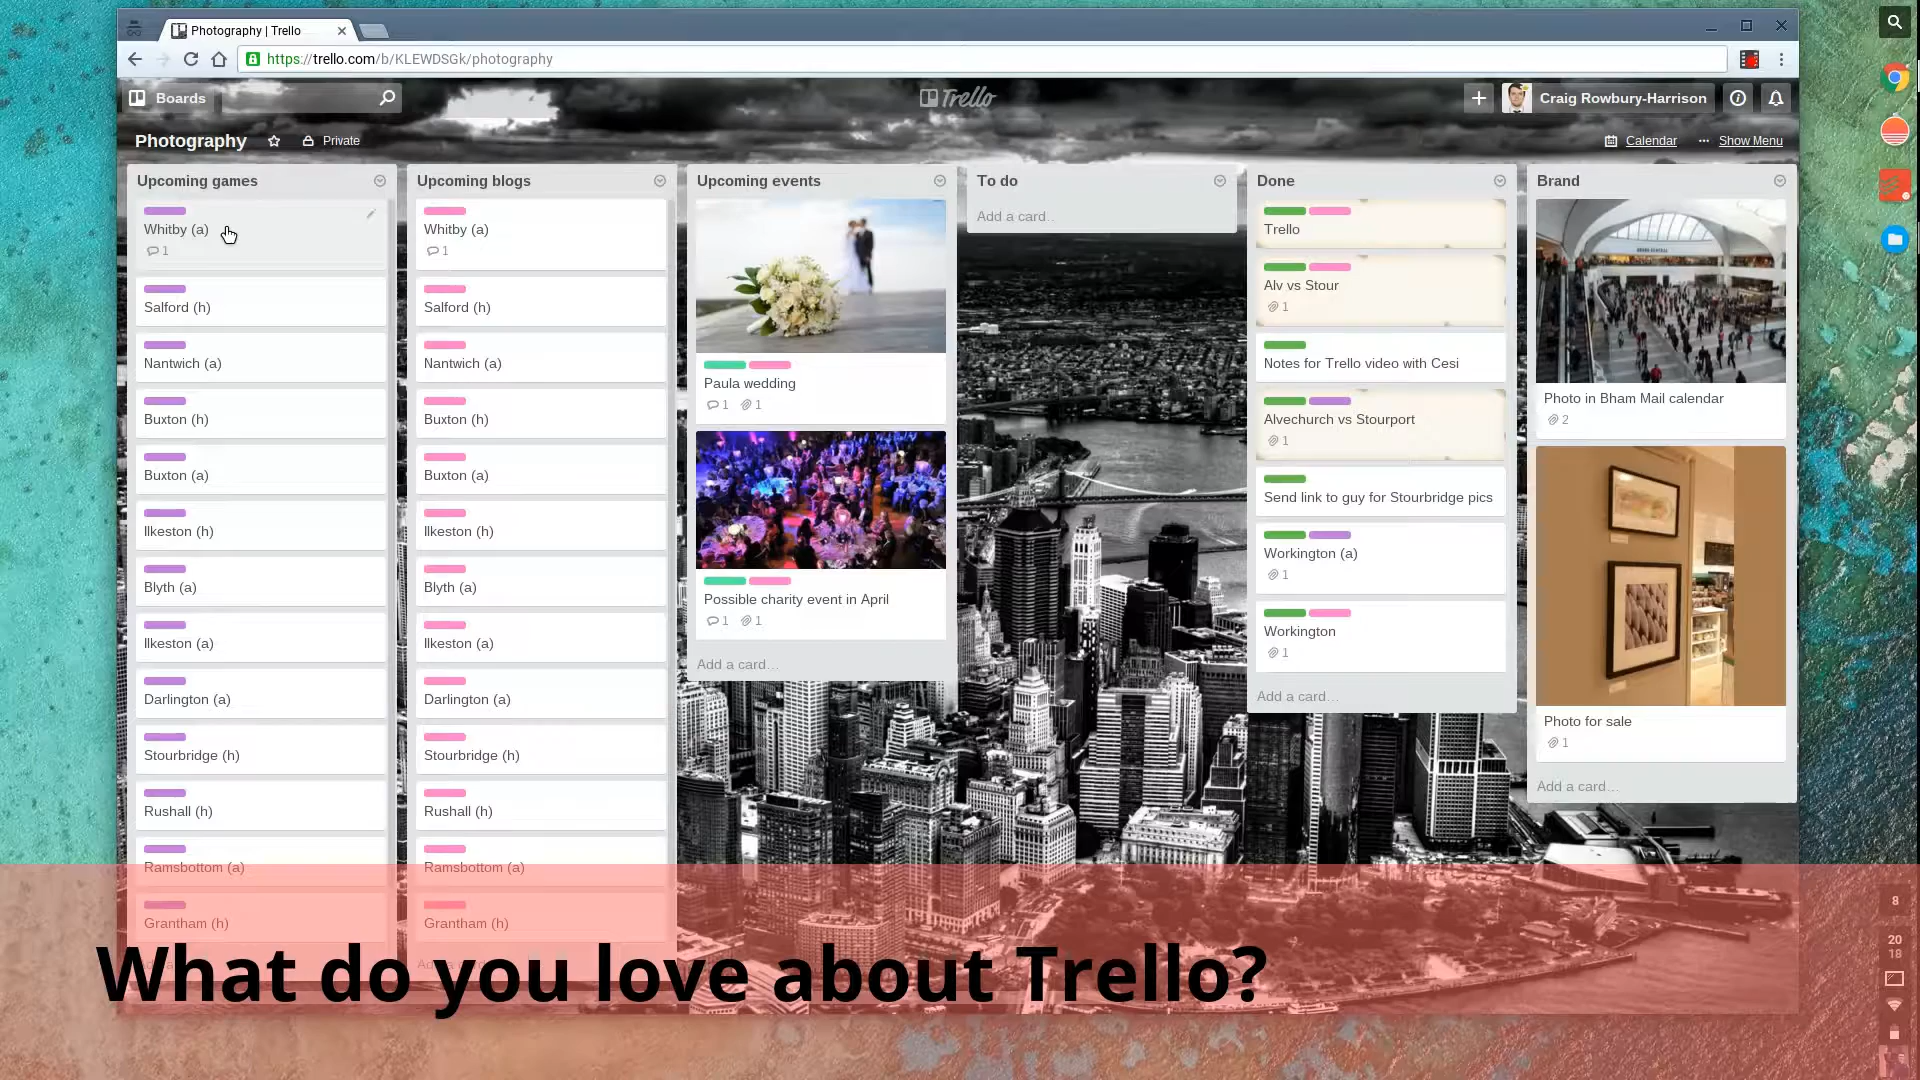 Photography | Trello
https://trello.com/b/KLEWDSGk/photography
Boards
Trello
Craig Rowbury-Harrison
Photography
Private
Calendar
Show Menu
Upcoming games
Whitby (a)
1
Salford (h)
Nantwich (a)
Buxton (h)
Buxton (a)
Ilkeston (h)
Blyth (a)
Ilkeston (a)
Darlington (a)
Stourbridge (h)
Rushall (h)
Ramsbottom (a)
Grantham (h)
Upcoming blogs
Whitby (a)
1
Salford (h)
Nantwich (a)
Buxton (h)
Buxton (a)
Ilkeston (h)
Blyth (a)
Ilkeston (a)
Darlington (a)
Stourbridge (h)
Rushall (h)
Ramsbottom (a)
Grantham (h)
Upcoming events
Paula wedding
1 1
Possible charity event in April
1 1
Add a card…
To do
Add a card…
Done
Trello
Alv vs Stour
1
Notes for Trello video with Cesi
Alvechurch vs Stourport
1
Send link to guy for Stourbridge pics
Workington (a)
1
Workington
1
Add a card…
Brand
Photo in Bham Mail calendar
2
Photo for sale
1
Add a card…
8
20
18
What do you love about Trello?